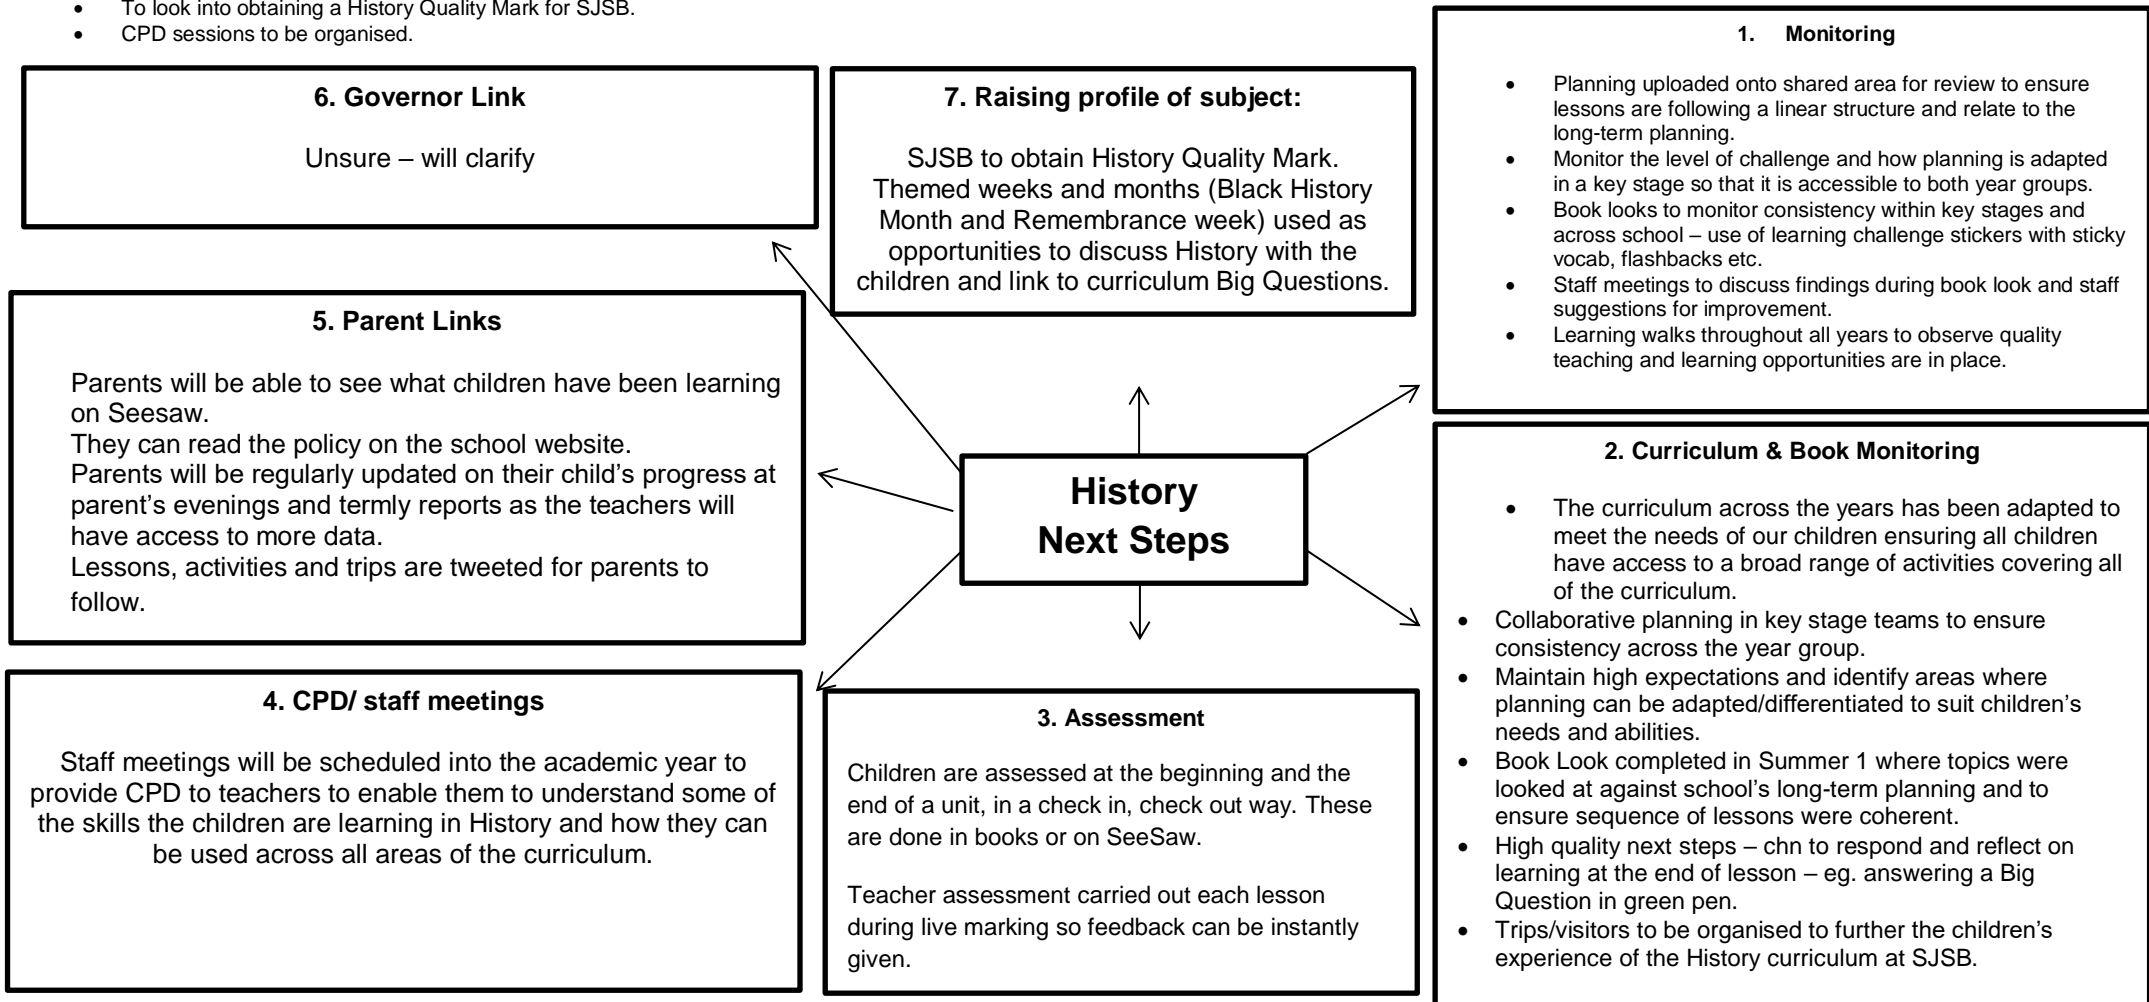 • To look into obtaining a History Quality Mark for SJSB.
• CPD sessions to be organised.
6. Governor Link
Unsure – will clarify
7. Raising profile of subject:
SJSB to obtain History Quality Mark.
Themed weeks and months (Black History
Month and Remembrance week) used as
opportunities to discuss History with the
children and link to curriculum Big Questions.
1. Monitoring
• Planning uploaded onto shared area for review to ensure
lessons are following a linear structure and relate to the
long-term planning.
• Monitor the level of challenge and how planning is adapted
in a key stage so that it is accessible to both year groups.
• Book looks to monitor consistency within key stages and
across school – use of learning challenge stickers with sticky
vocab, flashbacks etc.
• Staff meetings to discuss findings during book look and staff
suggestions for improvement.
• Learning walks throughout all years to observe quality
teaching and learning opportunities are in place.
5. Parent Links
Parents will be able to see what children have been learning
on Seesaw.
They can read the policy on the school website.
Parents will be regularly updated on their child’s progress at
parent’s evenings and termly reports as the teachers will
have access to more data.
Lessons, activities and trips are tweeted for parents to
follow.
History
Next Steps
2. Curriculum & Book Monitoring
• The curriculum across the years has been adapted to
meet the needs of our children ensuring all children
have access to a broad range of activities covering all
of the curriculum.
• Collaborative planning in key stage teams to ensure
consistency across the year group.
• Maintain high expectations and identify areas where
planning can be adapted/differentiated to suit children’s
needs and abilities.
• Book Look completed in Summer 1 where topics were
looked at against school’s long-term planning and to
ensure sequence of lessons were coherent.
• High quality next steps – chn to respond and reflect on
learning at the end of lesson – eg. answering a Big
Question in green pen.
• Trips/visitors to be organised to further the children’s
experience of the History curriculum at SJSB.
4. CPD/ staff meetings
Staff meetings will be scheduled into the academic year to
provide CPD to teachers to enable them to understand some of
the skills the children are learning in History and how they can
be used across all areas of the curriculum.
3. Assessment
Children are assessed at the beginning and the
end of a unit, in a check in, check out way. These
are done in books or on SeeSaw.
Teacher assessment carried out each lesson
during live marking so feedback can be instantly
given.